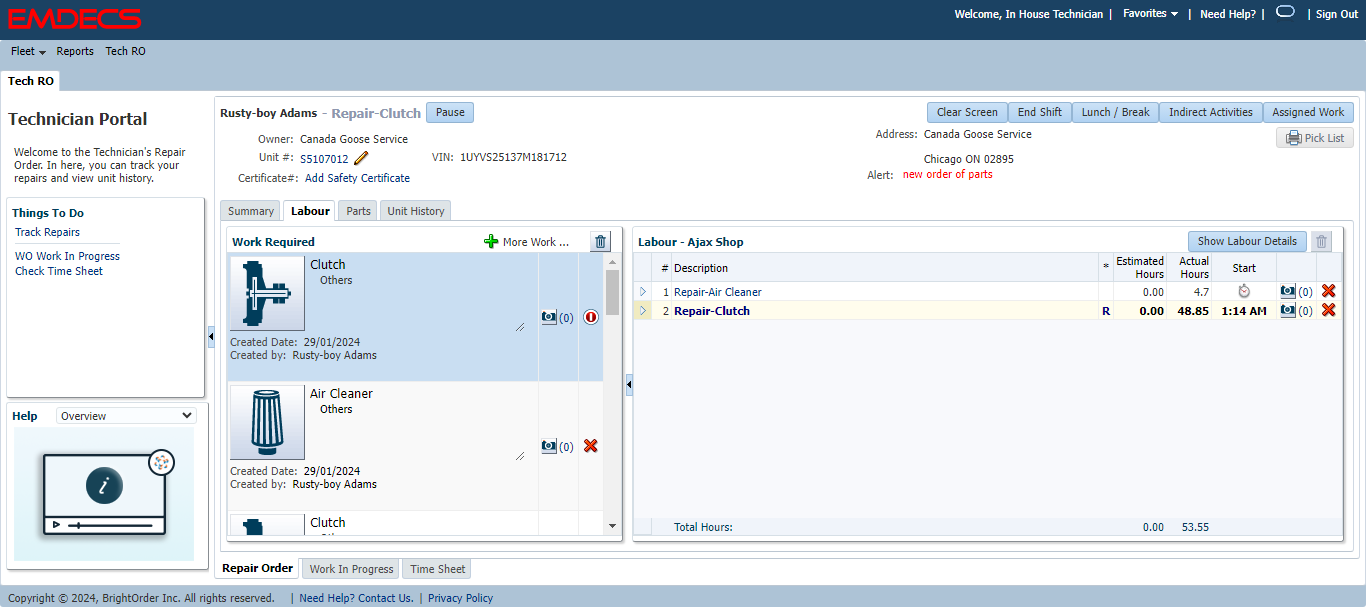 EMDECS
Welcome, In House Technician | Favorites | Need Help? | | Sign Out
Fleet Reports Tech RO
Tech RO
Technician Portal
Welcome to the Technician's Repair
Order. In here, you can track your
repairs and view unit history.
Things To Do
Track Repairs
WO Work In Progress
Check Time Sheet
Help Overview
i
Rusty-boy Adams - Repair-Clutch Pause
Clear Screen End Shift Lunch / Break Indirect Activities Assigned Work
Owner: Canada Goose Service
Address: Canada Goose Service
Pick List
Unit #: S5107012 VIN: 1UYVS25137M181712
Chicago ON 02895
Certificate#: Add Safety Certificate
Alert: new order of parts
Summary Labour Parts Unit History
Work Required More Work ...
Clutch
Others
(0)
Created Date: 29/01/2024
Created by: Rusty-boy Adams
Air Cleaner
Others
(0)
Created Date: 29/01/2024
Created by: Rusty-boy Adams
Clutch
Labour - Ajax Shop Show Labour Details
# Description * Estimated Hours Actual Hours Start
1 Repair-Air Cleaner 0.00 4.7 (0)
2 Repair-Clutch R 0.00 48.85 1:14 AM (0)
Total Hours: 0.00 53.55
Repair Order Work In Progress Time Sheet
Copyright © 2024, BrightOrder Inc. All rights reserved. | Need Help? Contact Us. | Privacy Policy